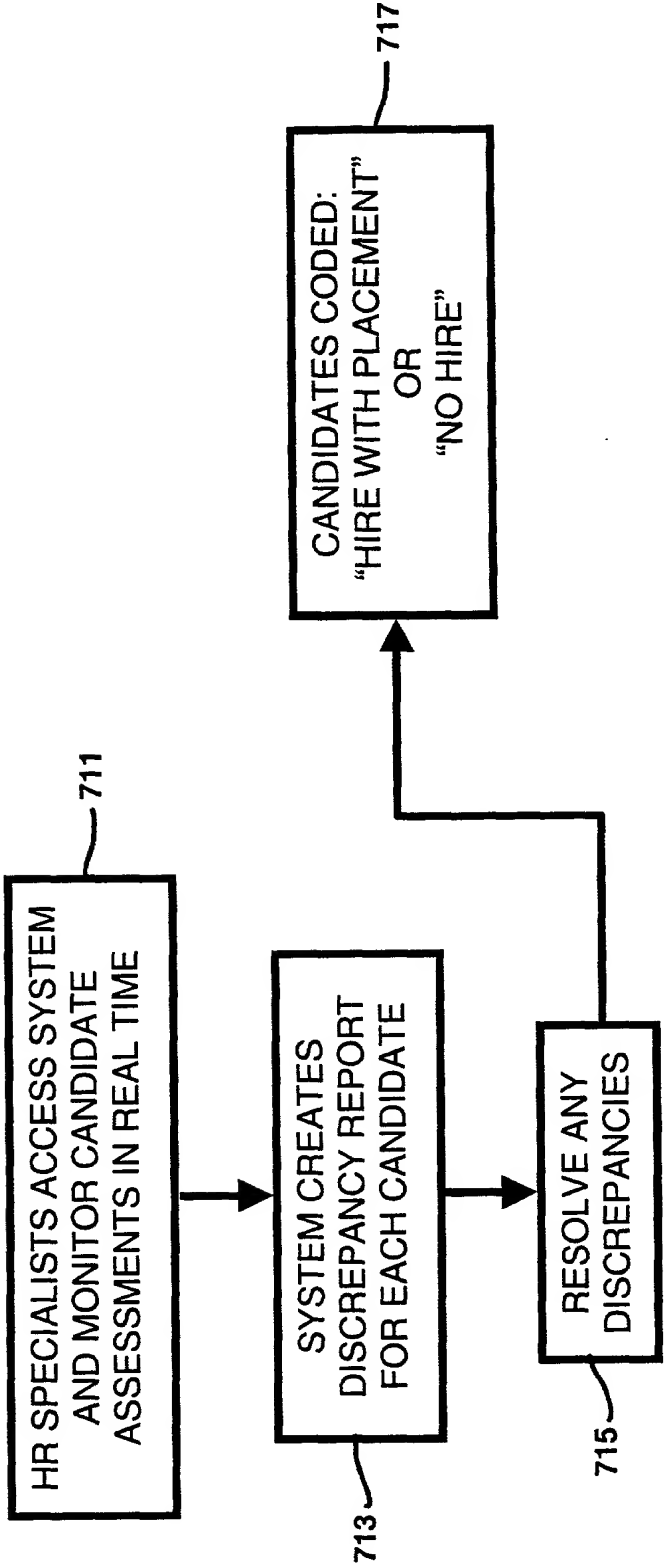 711
HR SPECIALISTS ACCESS SYSTEM
AND MONITOR CANDIDATE
ASSESSMENTS IN REAL TIME
713
SYSTEM CREATES
DISCREPANCY REPORT
FOR EACH CANDIDATE
715
RESOLVE ANY
DISCREPANCIES
717
CANDIDATES CODED:
“HIRE WITH PLACEMENT”
OR
“NO HIRE”